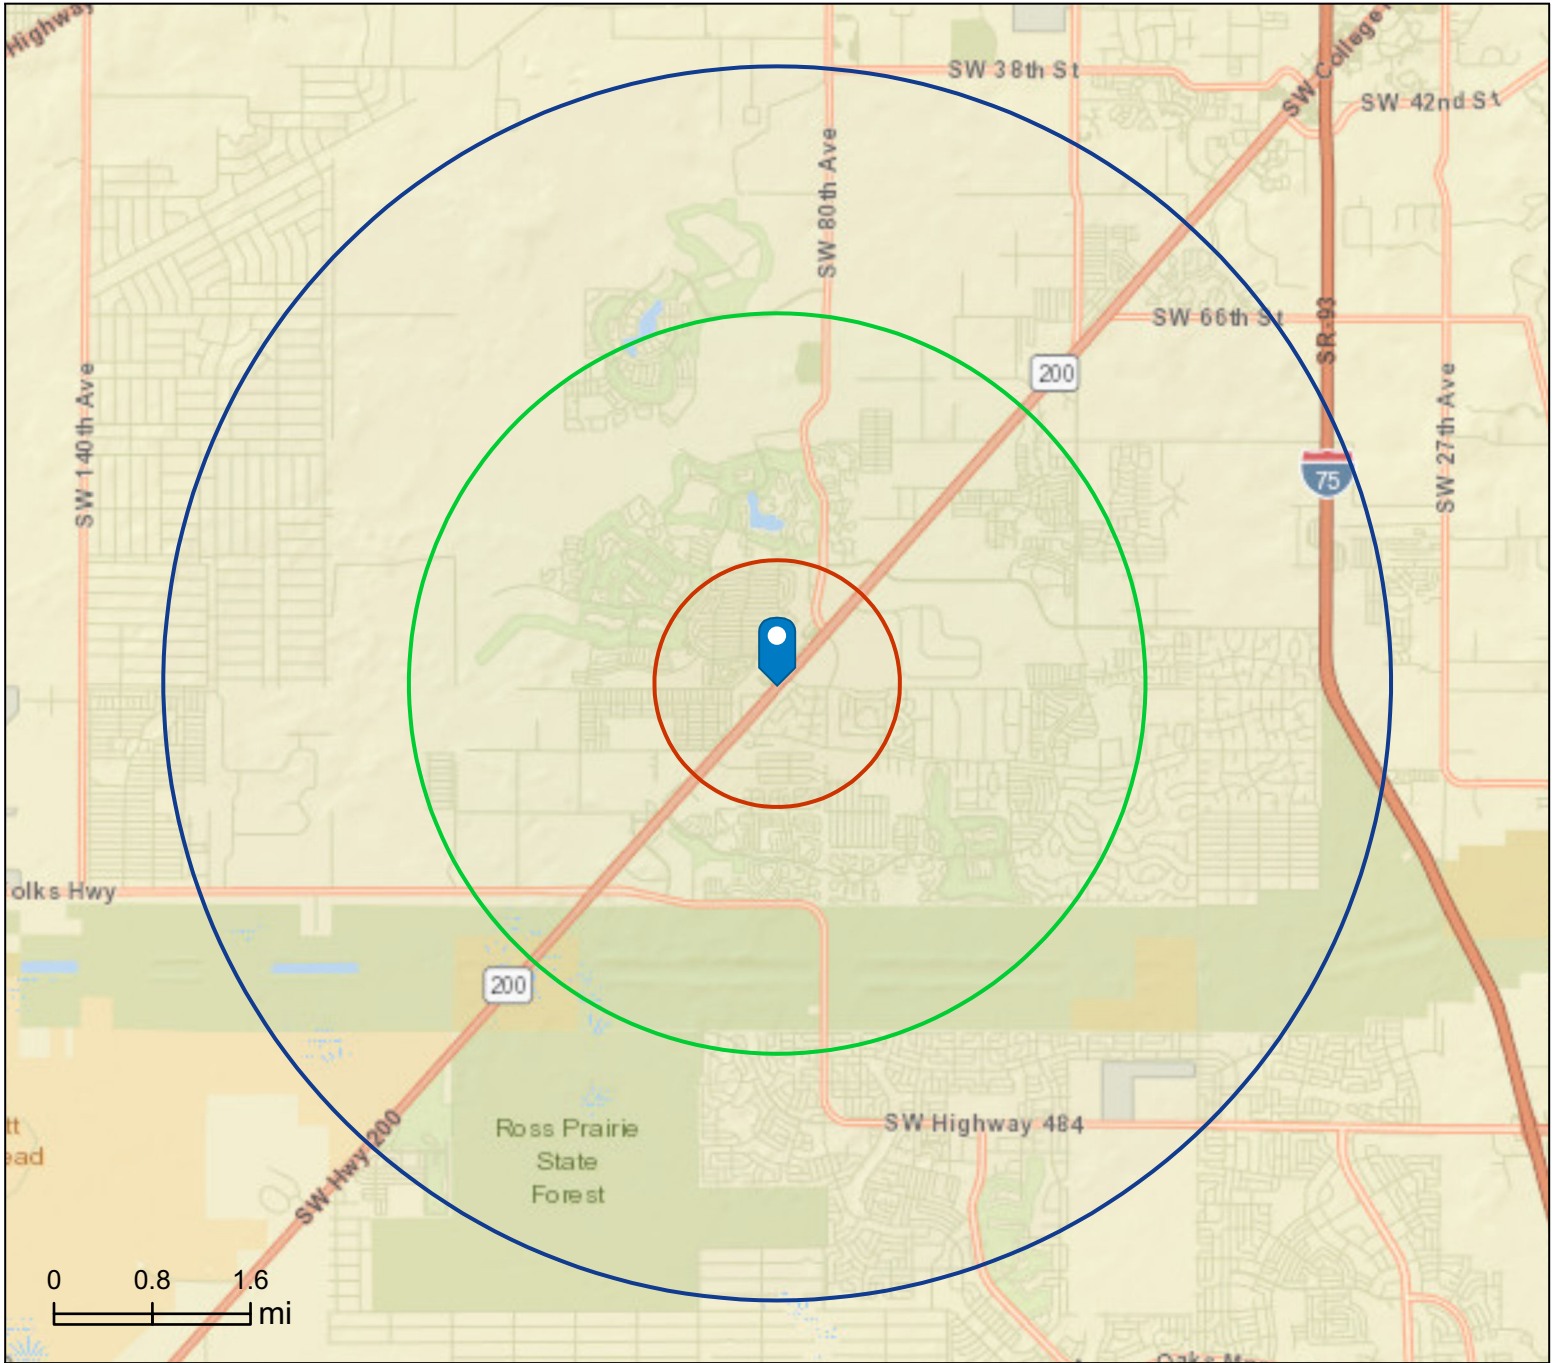 Highway
SW College
SW 38th St
SW 42nd St
SW 80th Ave
SW 66th St
SR-93
200
SW 140th Ave
SW 27th Ave
75
olks Hwy
200
Ross Prairie
State
Forest
SW Highway 484
tt
ead
SW Hwy 200
0 0.8 1.6
mi